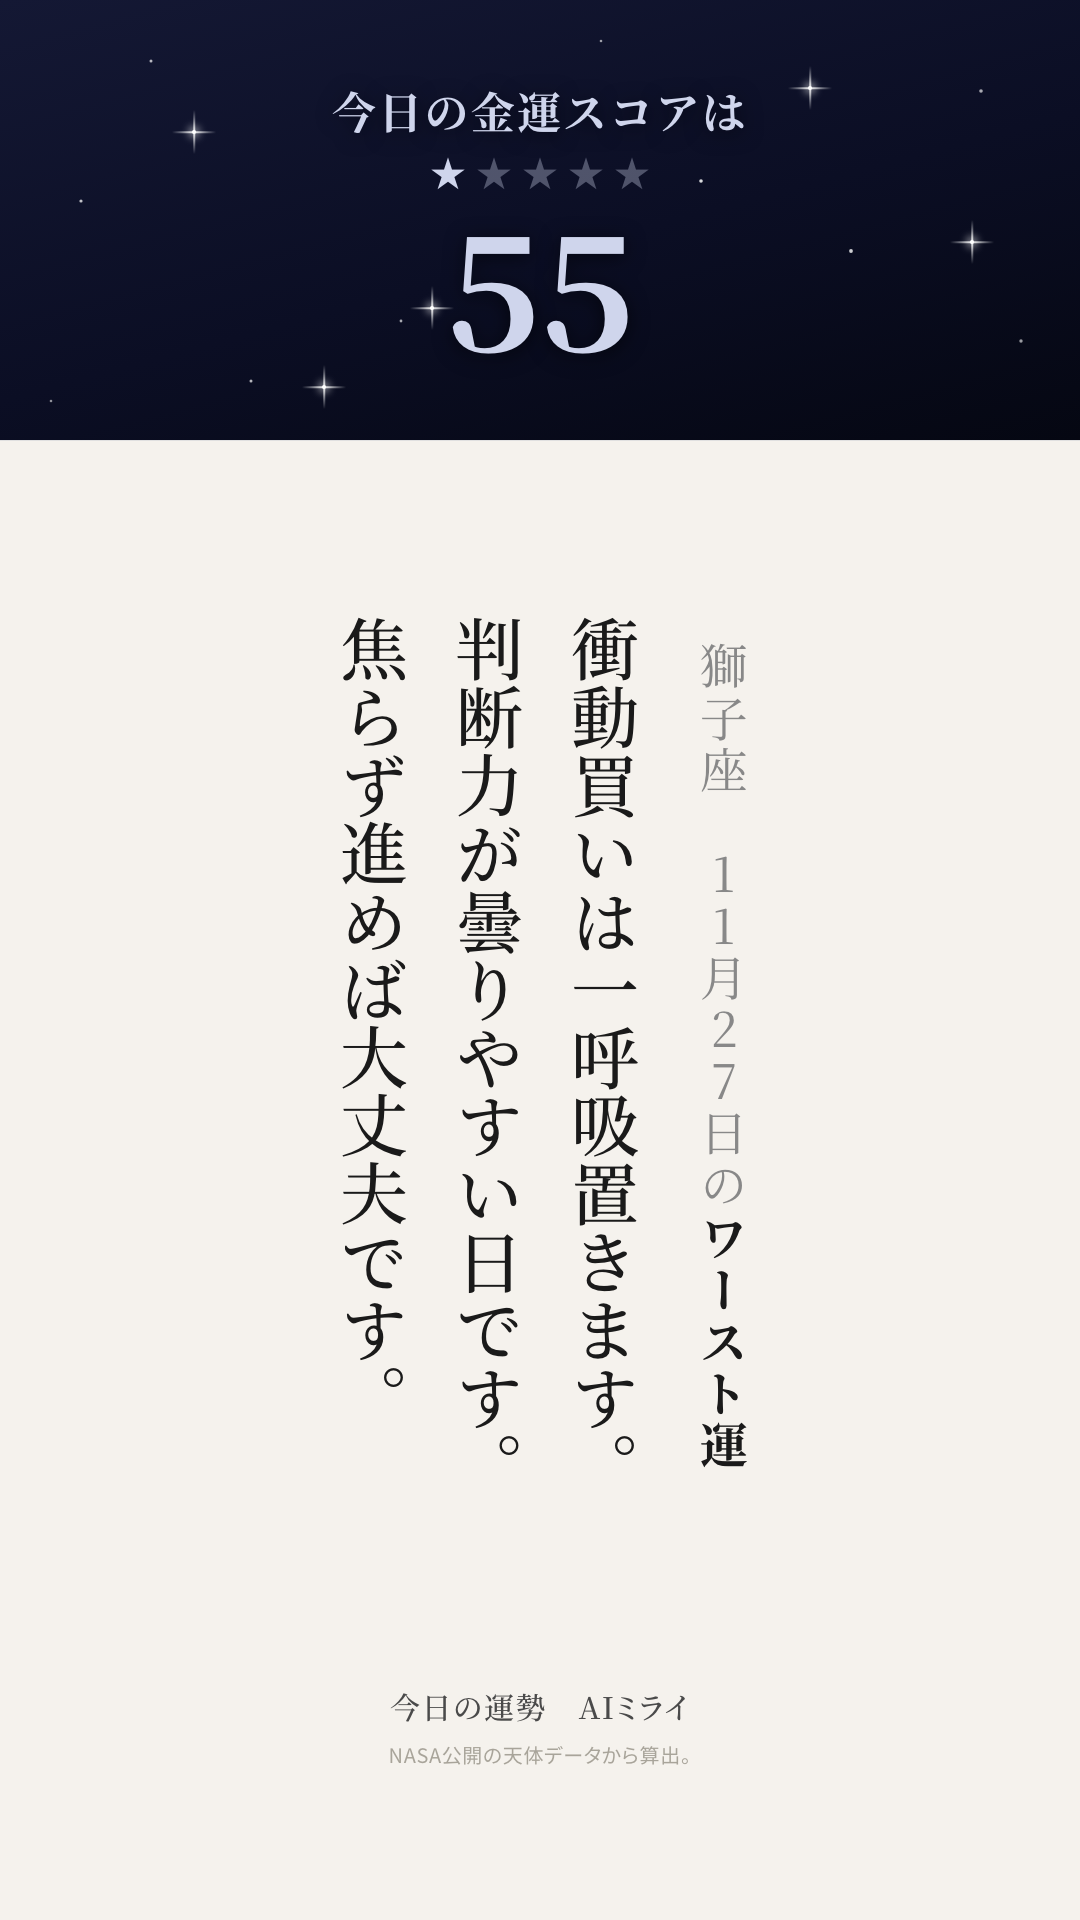 今日の金運スコアは
★★★★★
55
獅子座　11月27日のワースト運
衝動買いは一呼吸置きます。
判断力が曇りやすい日です。
焦らず進めば大丈夫です。
今日の運勢　AIミライ
NASA公開の天体データから算出。